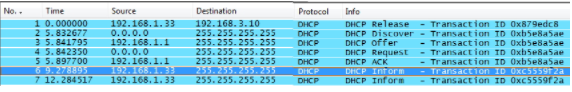 No. . Time Source Destination Protocol Info
1 0.000000 192.168.1.33 192.168.3.10 DHCP DHCP Release - Transaction ID 0x879edc8
2 5.832677 0.0.0.0 255.255.255.255 DHCP DHCP Discover - Transaction ID 0xb5e8a5ae
3 5.841795 192.168.1.1 255.255.255.255 DHCP DHCP Offer - Transaction ID 0xb5e8a5ae
4 5.842350 0.0.0.0 255.255.255.255 DHCP DHCP Request - Transaction ID 0xb5e8a5ae
5 5.897700 192.168.1.1 255.255.255.255 DHCP DHCP ACK - Transaction ID 0xb5e8a5ae
6 9.278895 192.168.1.33 255.255.255.255 DHCP DHCP Inform - Transaction ID 0xc5559f2a
7 12.284517 192.168.1.33 255.255.255.255 DHCP DHCP Inform - Transaction ID 0xc5559f2a